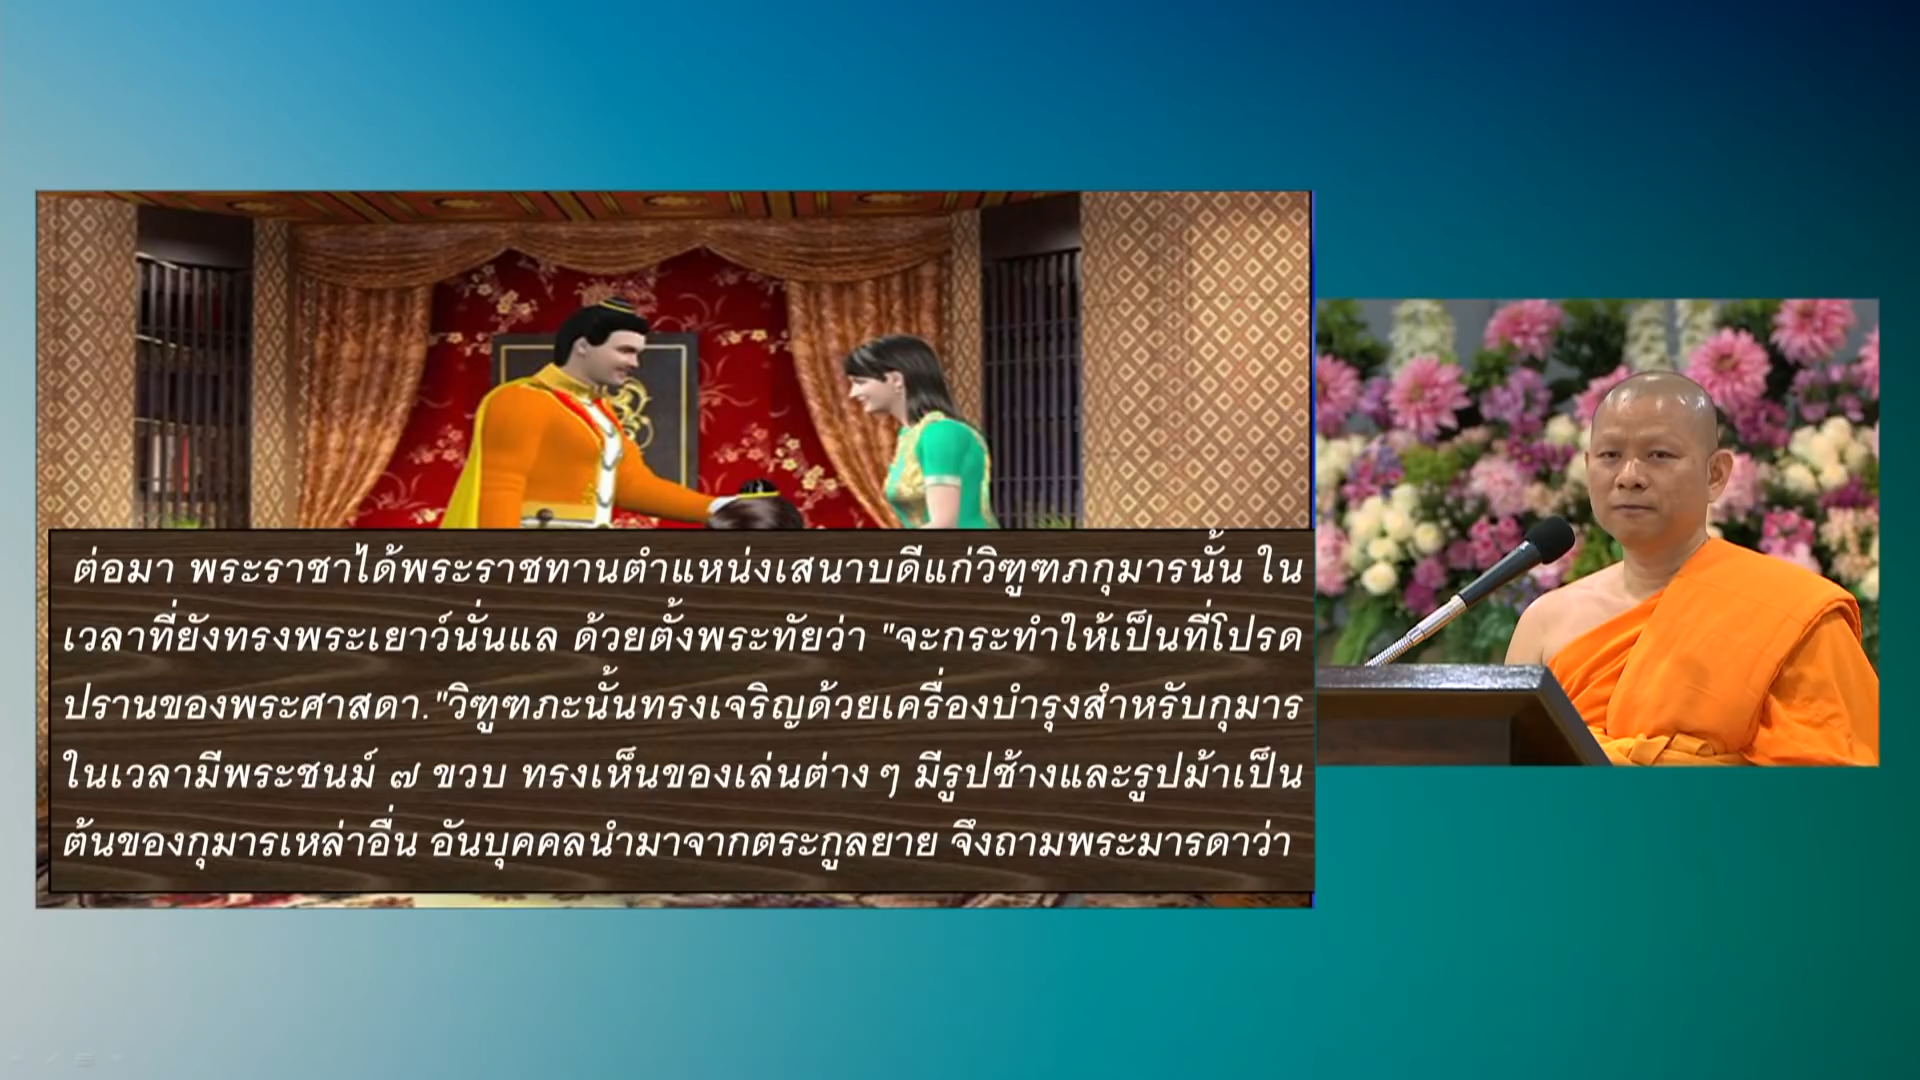 ต่อมา พระราชาได้พระราชทานตำแหน่งเสนาบดีแก่วิฑูฑภกุมารนั้น ใน
เวลาที่ยังทรงพระเยาว์นั่นแล ด้วยตั้งพระทัยว่า "จะกระทำให้เป็นที่โปรด
ปรานของพระศาสดา."วิฑูฑภะนั้นทรงเจริญด้วยเครื่องบำรุงสำหรับกุมาร
ในเวลามีพระชนม์ ๗ ขวบ ทรงเห็นของเล่นต่าง ๆ มีรูปช้างและรูปม้าเป็น
ต้นของกุมารเหล่าอื่น อันบุคคลนำมาจากตระกูลยาย จึงถามพระมารดาว่า